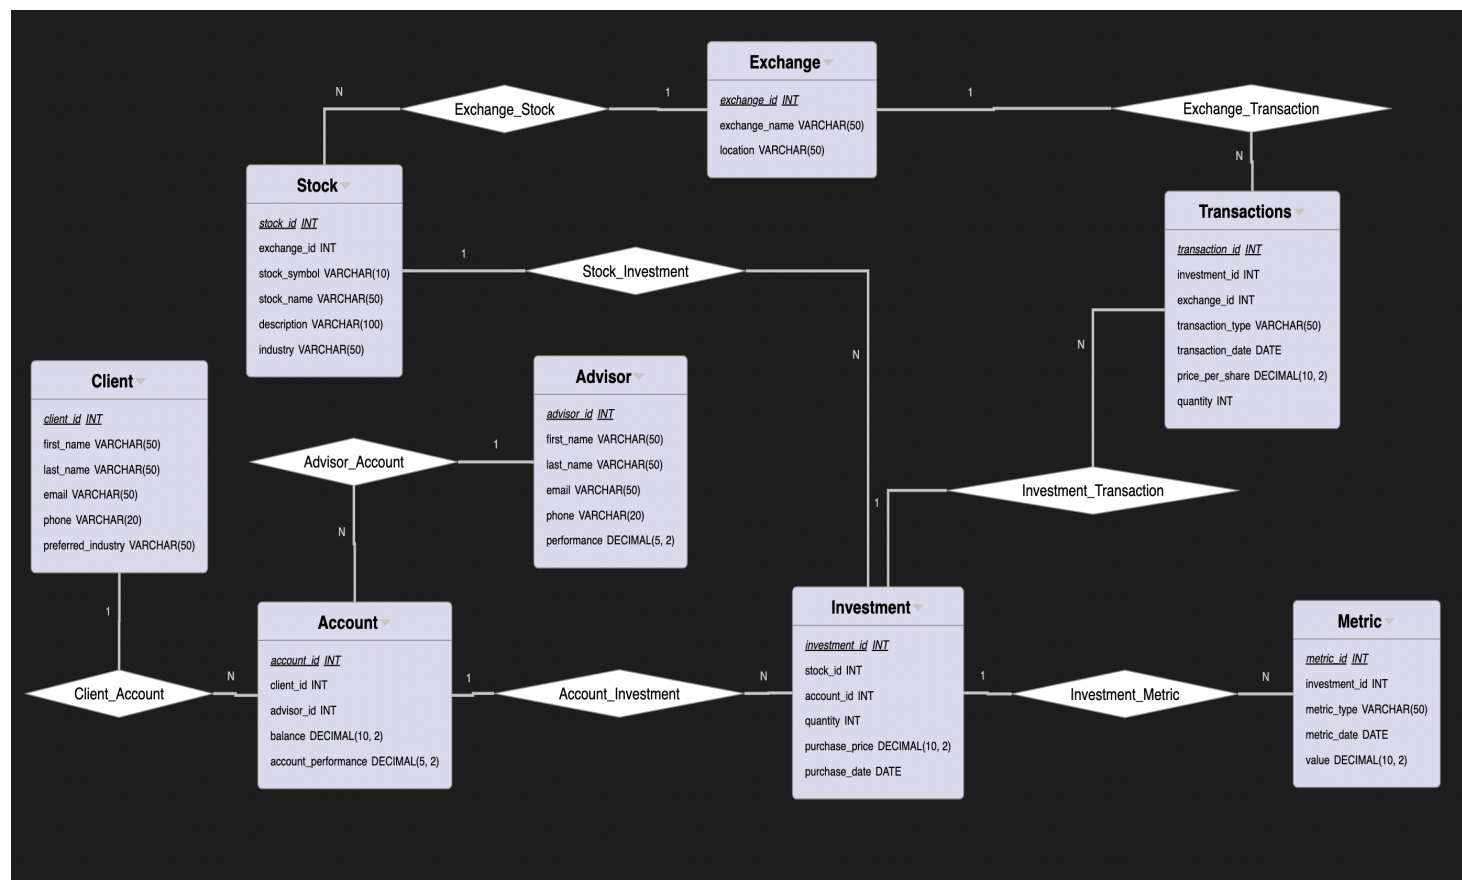 Exchange
exchange_id INT
exchange_name VARCHAR(50)
location VARCHAR(50)
N
Exchange_Stock
1
1
Exchange_Transaction
N
Stock
stock_id INT
exchange_id INT
stock_symbol VARCHAR(10)
stock_name VARCHAR(50)
description VARCHAR(100)
industry VARCHAR(50)
1
Stock_Investment
N
Transactions
transaction_id INT
investment_id INT
exchange_id INT
transaction_type VARCHAR(50)
transaction_date DATE
price_per_share DECIMAL(10, 2)
quantity INT
N
Investment_Transaction
1
Client
client_id INT
first_name VARCHAR(50)
last_name VARCHAR(50)
email VARCHAR(50)
phone VARCHAR(20)
preferred_industry VARCHAR(50)
1
Client_Account
N
Advisor_Account
1
N
Advisor
advisor_id INT
first_name VARCHAR(50)
last_name VARCHAR(50)
email VARCHAR(50)
phone VARCHAR(20)
performance DECIMAL(5, 2)
Account
account_id INT
client_id INT
advisor_id INT
balance DECIMAL(10, 2)
account_performance DECIMAL(5, 2)
1
Account_Investment
N
Investment
investment_id INT
stock_id INT
account_id INT
quantity INT
purchase_price DECIMAL(10, 2)
purchase_date DATE
1
Investment_Metric
N
Metric
metric_id INT
investment_id INT
metric_type VARCHAR(50)
metric_date DATE
value DECIMAL(10, 2)